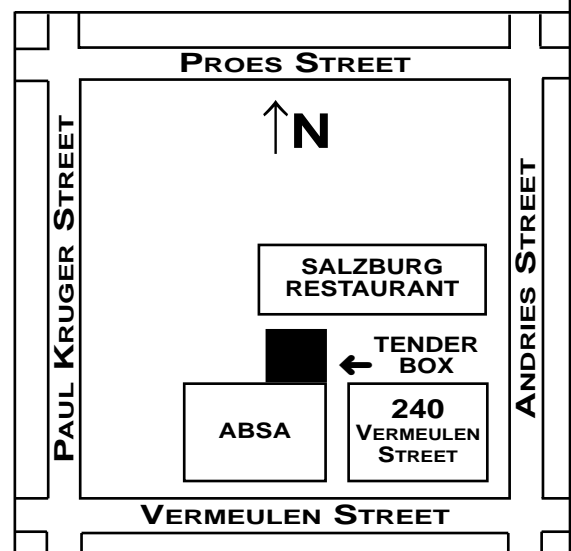 PROES STREET
N
PAUL KRUGER STREET
ANDRIES STREET
SALZBURG
RESTAURANT
TENDER
BOX
ABSA
240
VERMEULEN
STREET
VERMEULEN STREET